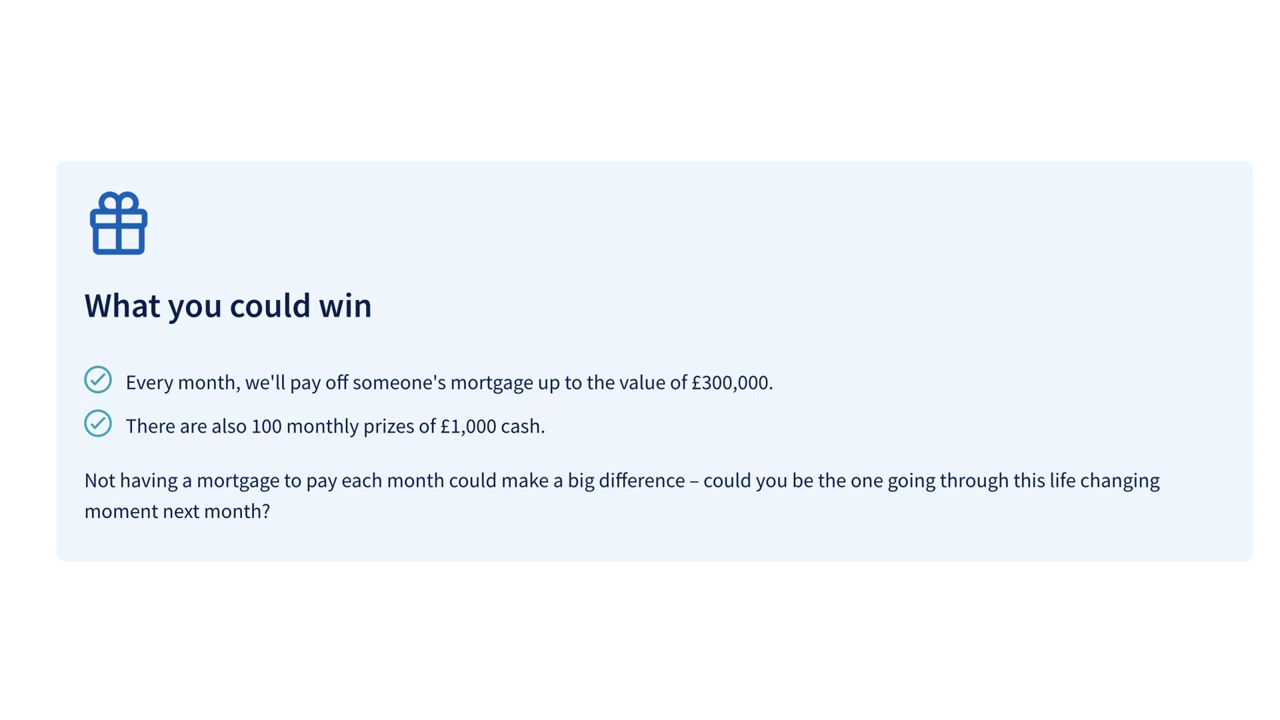 What you could win
Every month, we'll pay off someone's mortgage up to the value of £300,000.
There are also 100 monthly prizes of £1,000 cash.
Not having a mortgage to pay each month could make a big difference – could you be the one going through this life changing
moment next month?